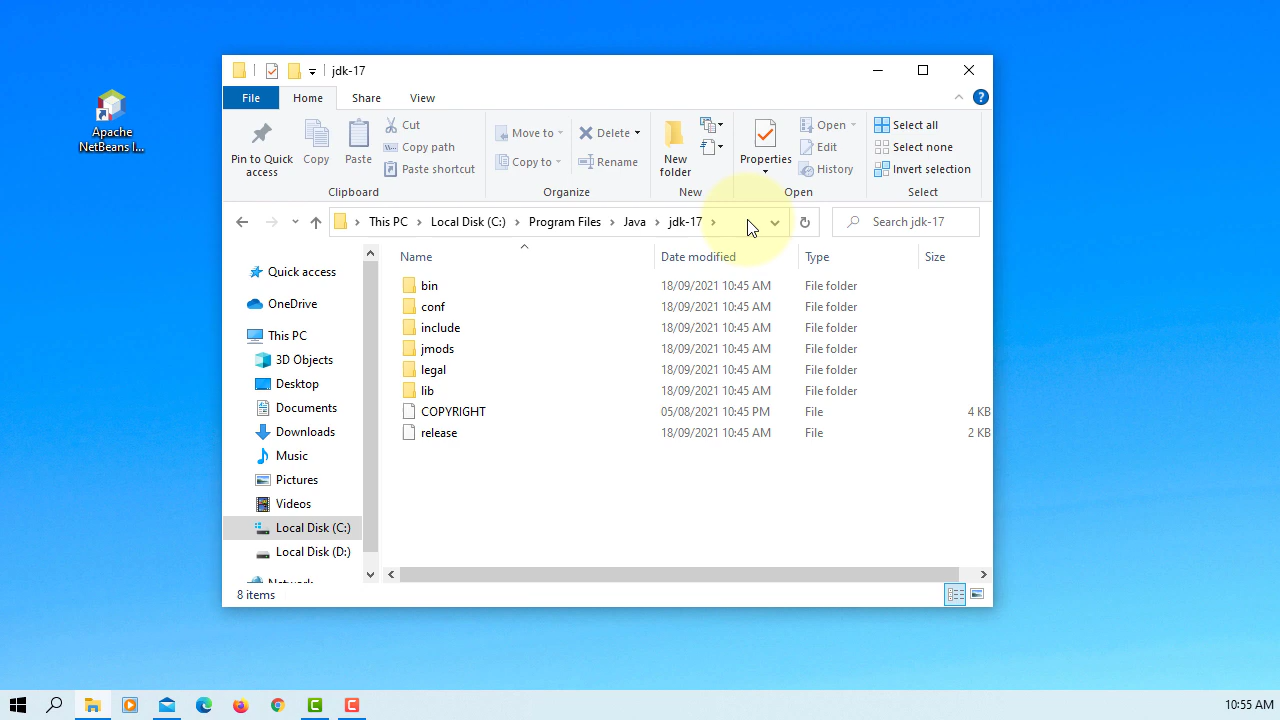 jdk-17
File Home Share View
Pin to Quick access
Copy
Paste
Cut
Copy path
Paste shortcut
Clipboard
Move to
Copy to
Delete
Rename
Organize
New folder
New
Properties
Open
Edit
History
Open
Select all
Select none
Invert selection
Select
This PC Local Disk (C:) Program Files Java jdk-17
Search jdk-17
Name Date modified Type Size
Quick access
OneDrive
This PC
3D Objects
Desktop
Documents
Downloads
Music
Pictures
Videos
Local Disk (C:)
Local Disk (D:)
Network
bin 18/09/2021 10:45 AM File folder
conf 18/09/2021 10:45 AM File folder
include 18/09/2021 10:45 AM File folder
jmods 18/09/2021 10:45 AM File folder
legal 18/09/2021 10:45 AM File folder
lib 18/09/2021 10:45 AM File folder
COPYRIGHT 05/08/2021 10:45 PM File 4 KB
release 18/09/2021 10:45 AM File 2 KB
8 items
Apache
NetBeans I...
10:55 AM